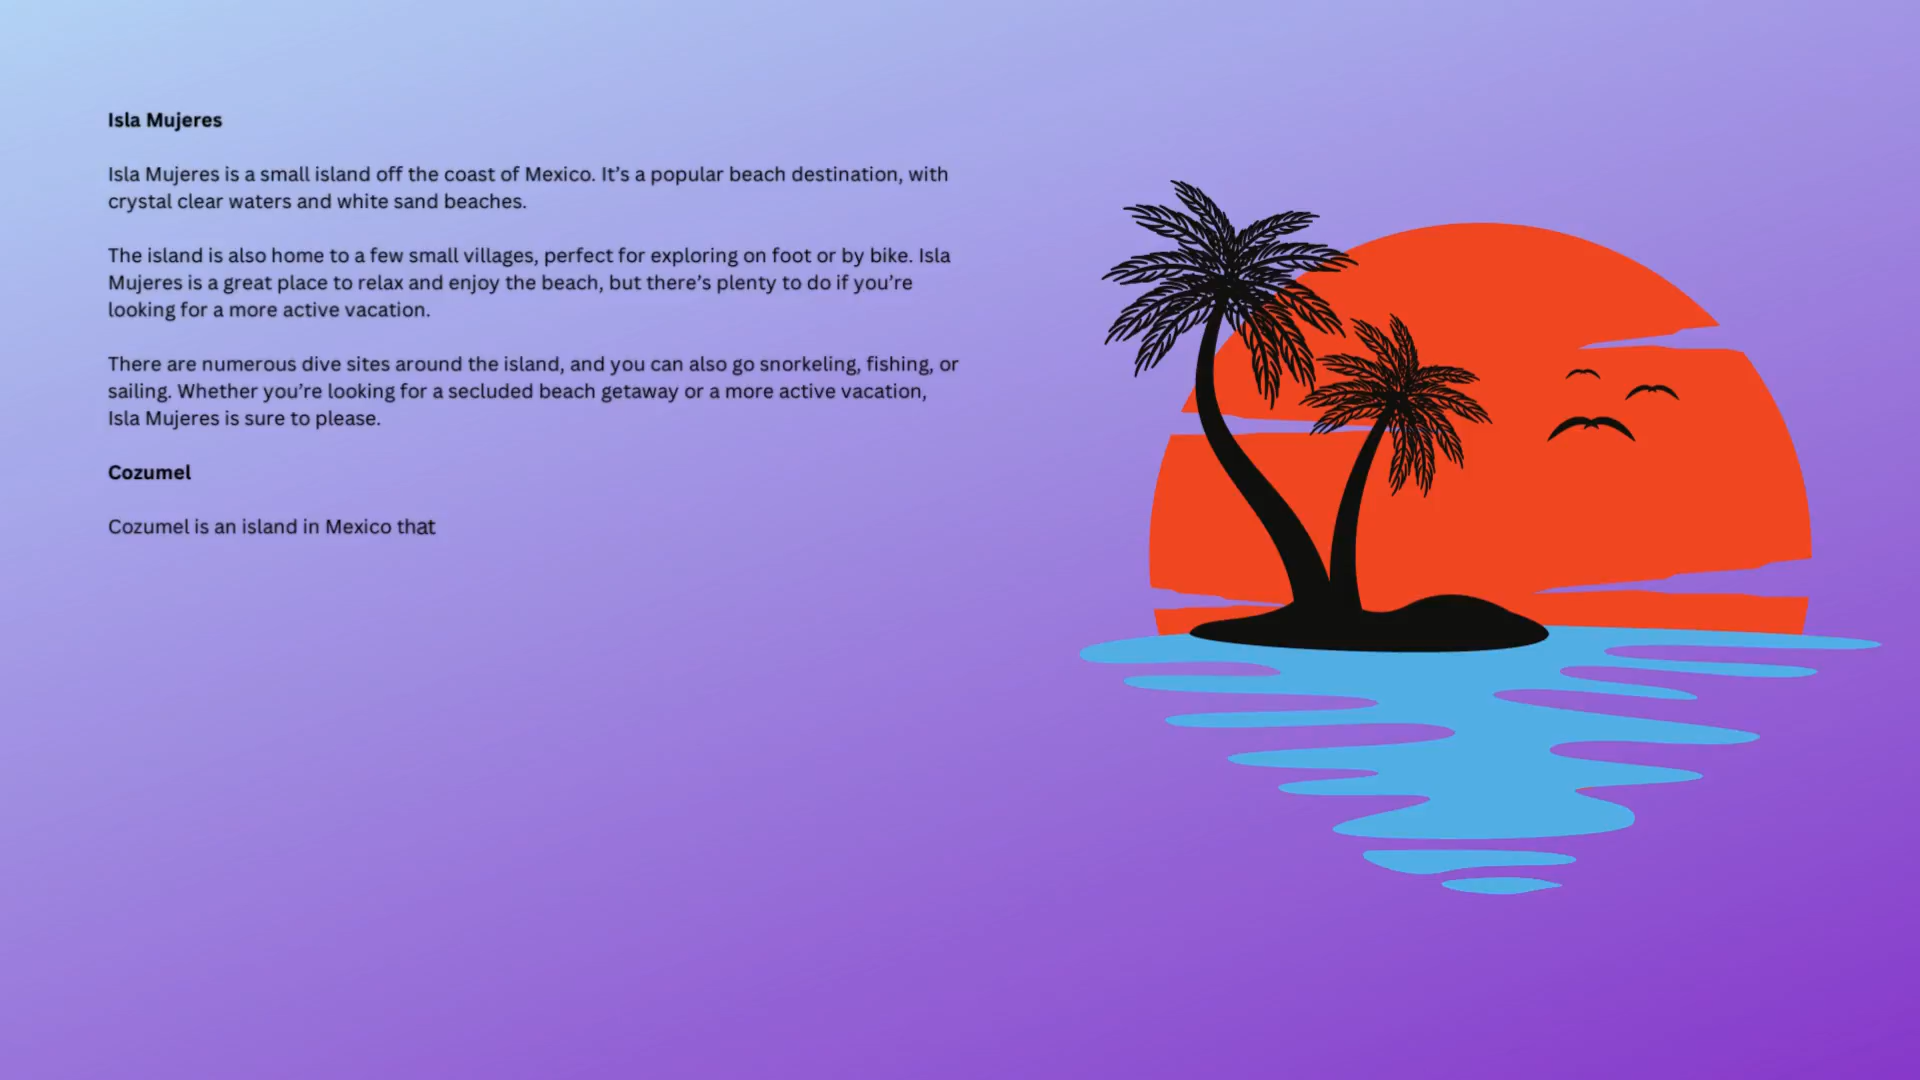 Isla Mujeres
Isla Mujeres is a small island off the coast of Mexico. It’s a popular beach destination, with
crystal clear waters and white sand beaches.
The island is also home to a few small villages, perfect for exploring on foot or by bike. Isla
Mujeres is a great place to relax and enjoy the beach, but there’s plenty to do if you’re
looking for a more active vacation.
There are numerous dive sites around the island, and you can also go snorkeling, fishing, or
sailing. Whether you’re looking for a secluded beach getaway or a more active vacation,
Isla Mujeres is sure to please.
Cozumel
Cozumel is an island in Mexico that